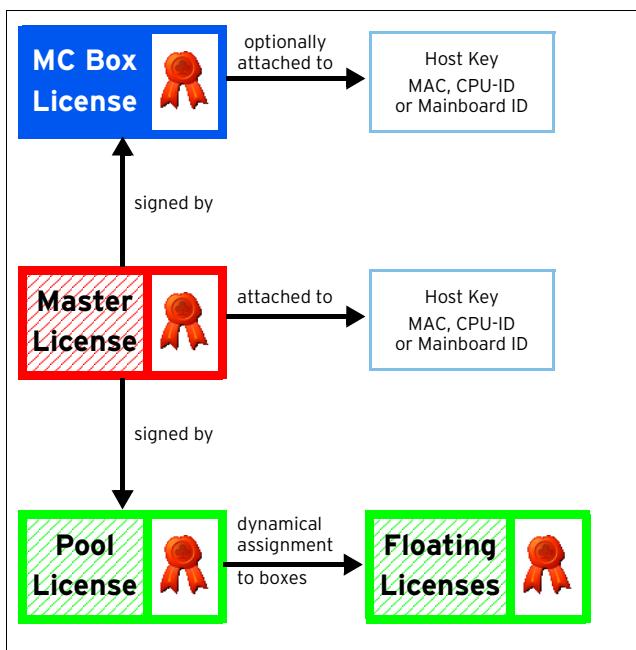 MC Box
License
optionally
attached to
Host Key
MAC, CPU-ID
or Mainboard ID
signed by
Master
License
attached to
Host Key
MAC, CPU-ID
or Mainboard ID
signed by
Pool
License
dynamical
assignment
to boxes
Floating
Licenses